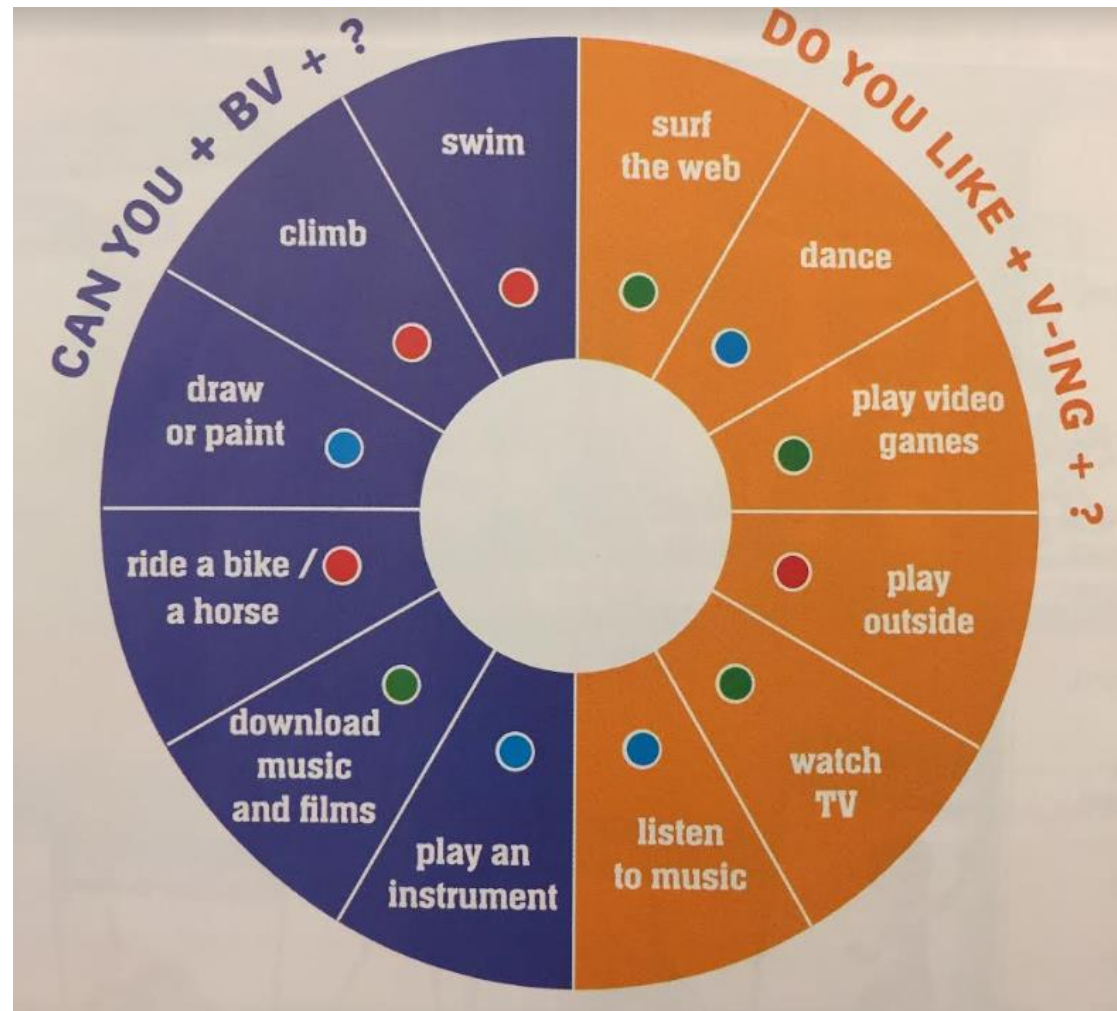 CAN YOU + BV + ?
DO YOU LIKE + V-ING + ?
swim
climb
draw
or paint
ride a bike /
a horse
download
music
and films
play an
instrument
surf
the web
dance
play video
games
play
outside
watch
TV
listen
to music